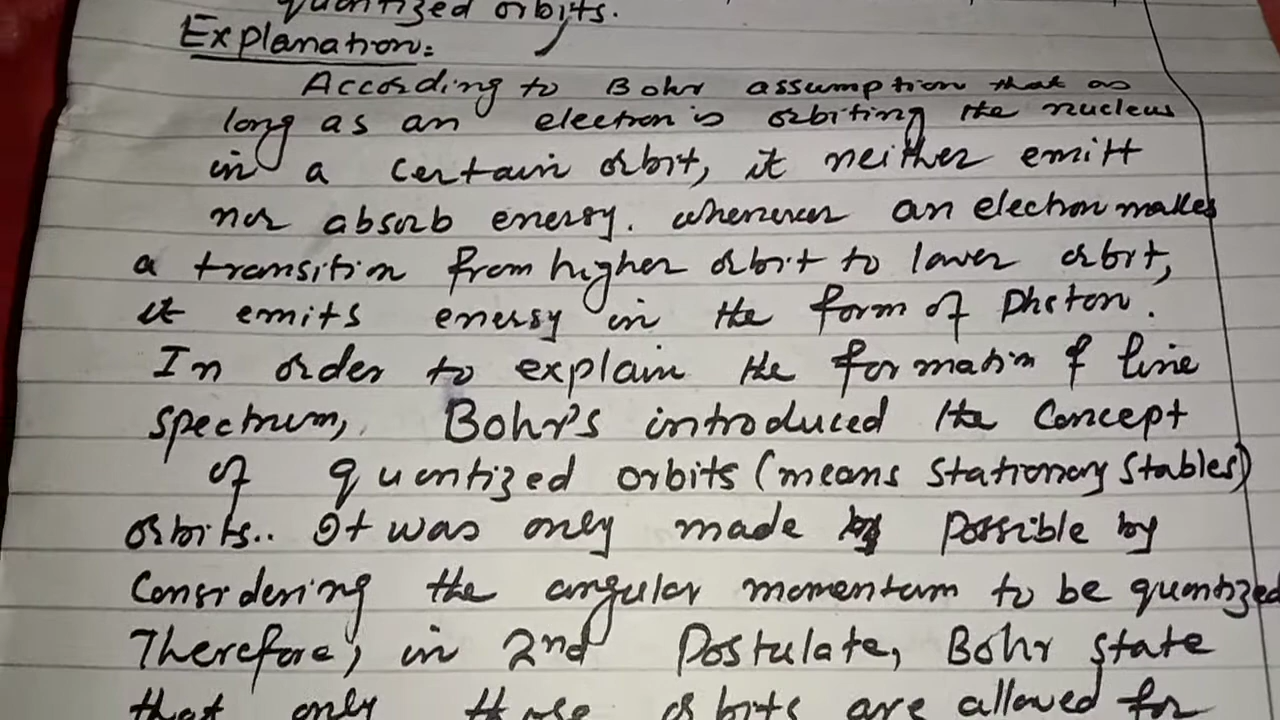 quantized orbits.
Explanation:
According to Bohr assumption that as
long as an electron is orbiting the nucleus
in a certain orbit, it neither emitt
nor absorb energy. whenever an electron makes
a transition from higher orbit to lower orbit,
it emits energy in the form of photon.
In order to explain the formation of line
spectrum, Bohr's introduced the concept
of quantized orbits (means stationary stables)
orbits.. It was only made possible by
Considering the angular momentum to be quantized
Therefore, in 2nd Postulate, Bohr state
that only those orbits are allowed for